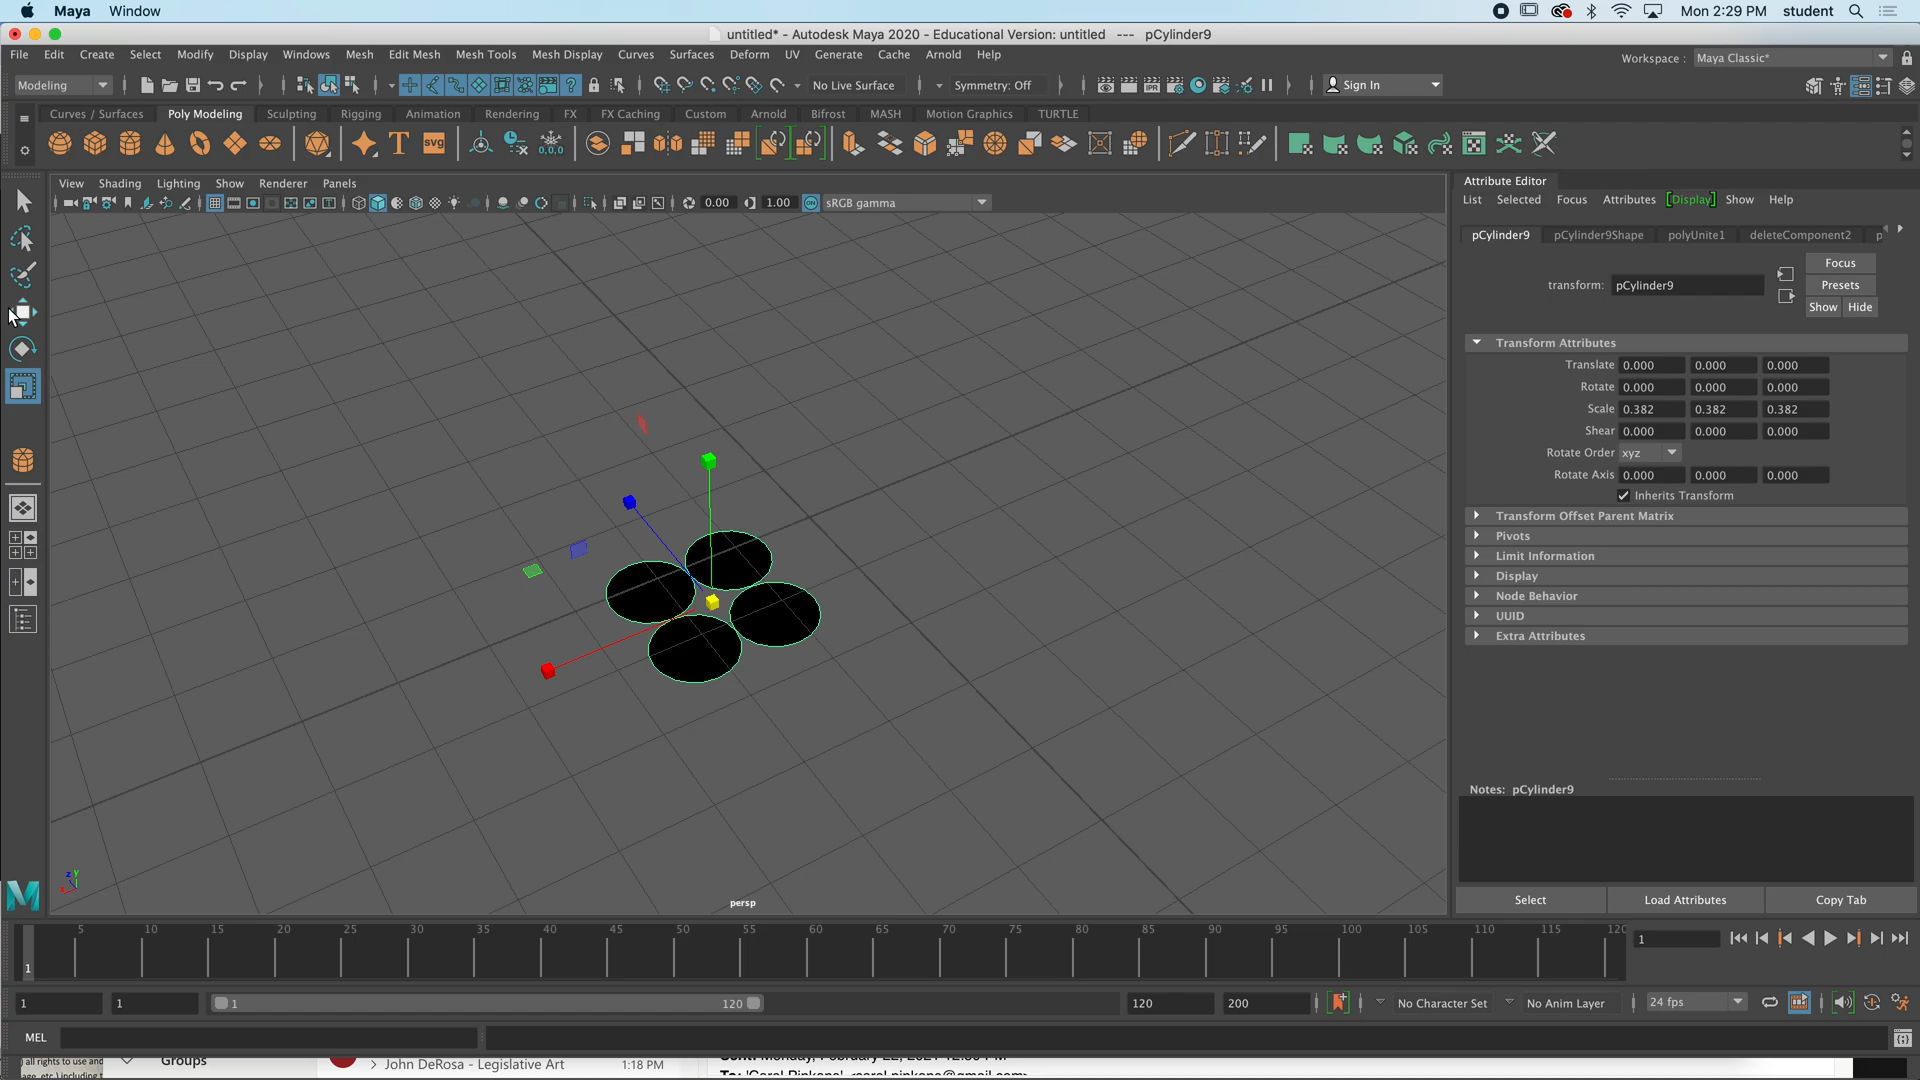 Maya Window Mon 2:29 PM student
untitled* - Autodesk Maya 2020 - Educational Version: untitled --- pCylinder9
File Edit Create Select Modify Display Windows Mesh Edit Mesh Mesh Tools Mesh Display Curves Surfaces Deform UV Generate Cache Arnold Help Workspace : Maya Classic*
Modeling No Live Surface Symmetry: Off Sign In
Curves / Surfaces Poly Modeling Sculpting Rigging Animation Rendering FX FX Caching Custom Arnold Bifrost MASH Motion Graphics TURTLE
T svg 0,0,0
View Shading Lighting Show Renderer Panels
0.00 1.00 ON sRGB gamma
Attribute Editor
List Selected Focus Attributes [Display] Show Help
pCylinder9 pCylinder9Shape polyUnite1 deleteComponent2 p
Focus
transform: pCylinder9 Presets
Show Hide
Transform Attributes
Translate 0.000 0.000 0.000
Rotate 0.000 0.000 0.000
Scale 0.382 0.382 0.382
Shear 0.000 0.000 0.000
Rotate Order xyz
Rotate Axis 0.000 0.000 0.000
Inherits Transform
Transform Offset Parent Matrix
Pivots
Limit Information
Display
Node Behavior
UUID
Extra Attributes
Notes: pCylinder9
Select Load Attributes Copy Tab
z y x
persp
M
5 10 15 20 25 30 35 40 45 50 55 60 65 70 75 80 85 90 95 100 105 110 115 120
1 1
1 1 1 120 120 200 No Character Set No Anim Layer 24 fps
MEL
all rights to use and Groups John DeRosa - Legislative Art 1:18 PM